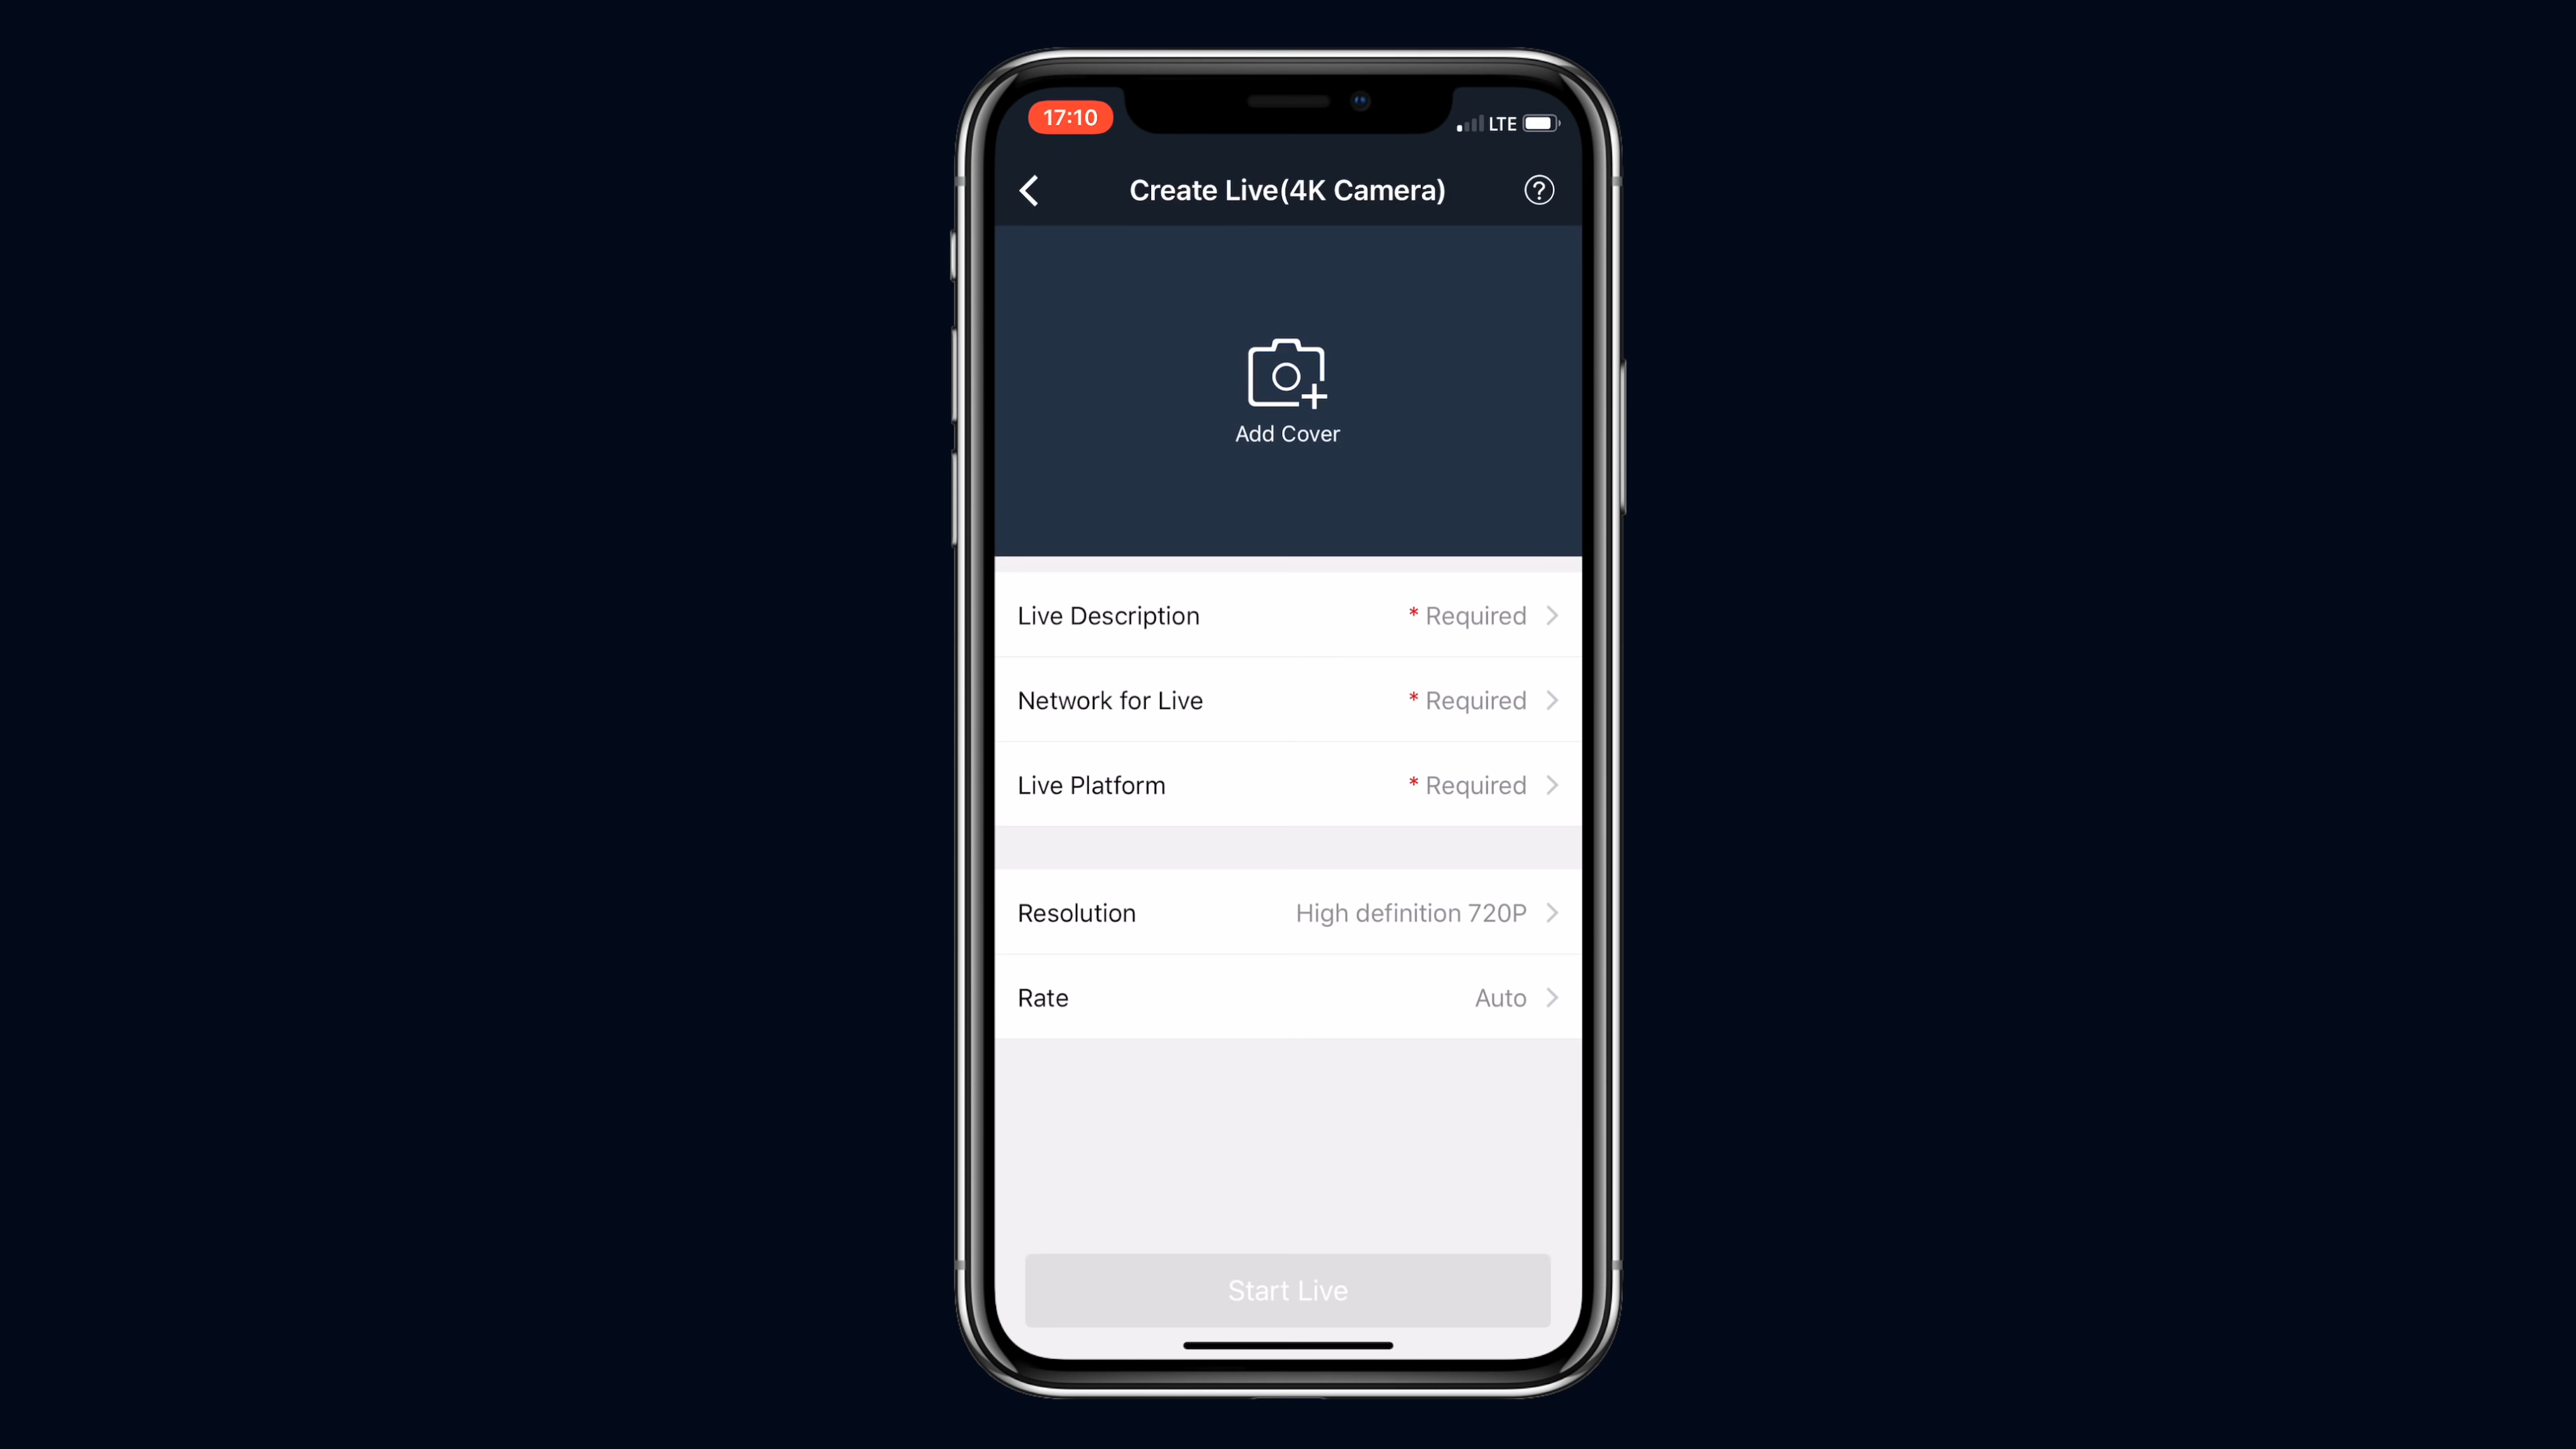 17:10
LTE
Create Live(4K Camera)
Add Cover
Live Description * Required
Network for Live * Required
Live Platform * Required
Resolution High definition 720P
Rate Auto
Start Live